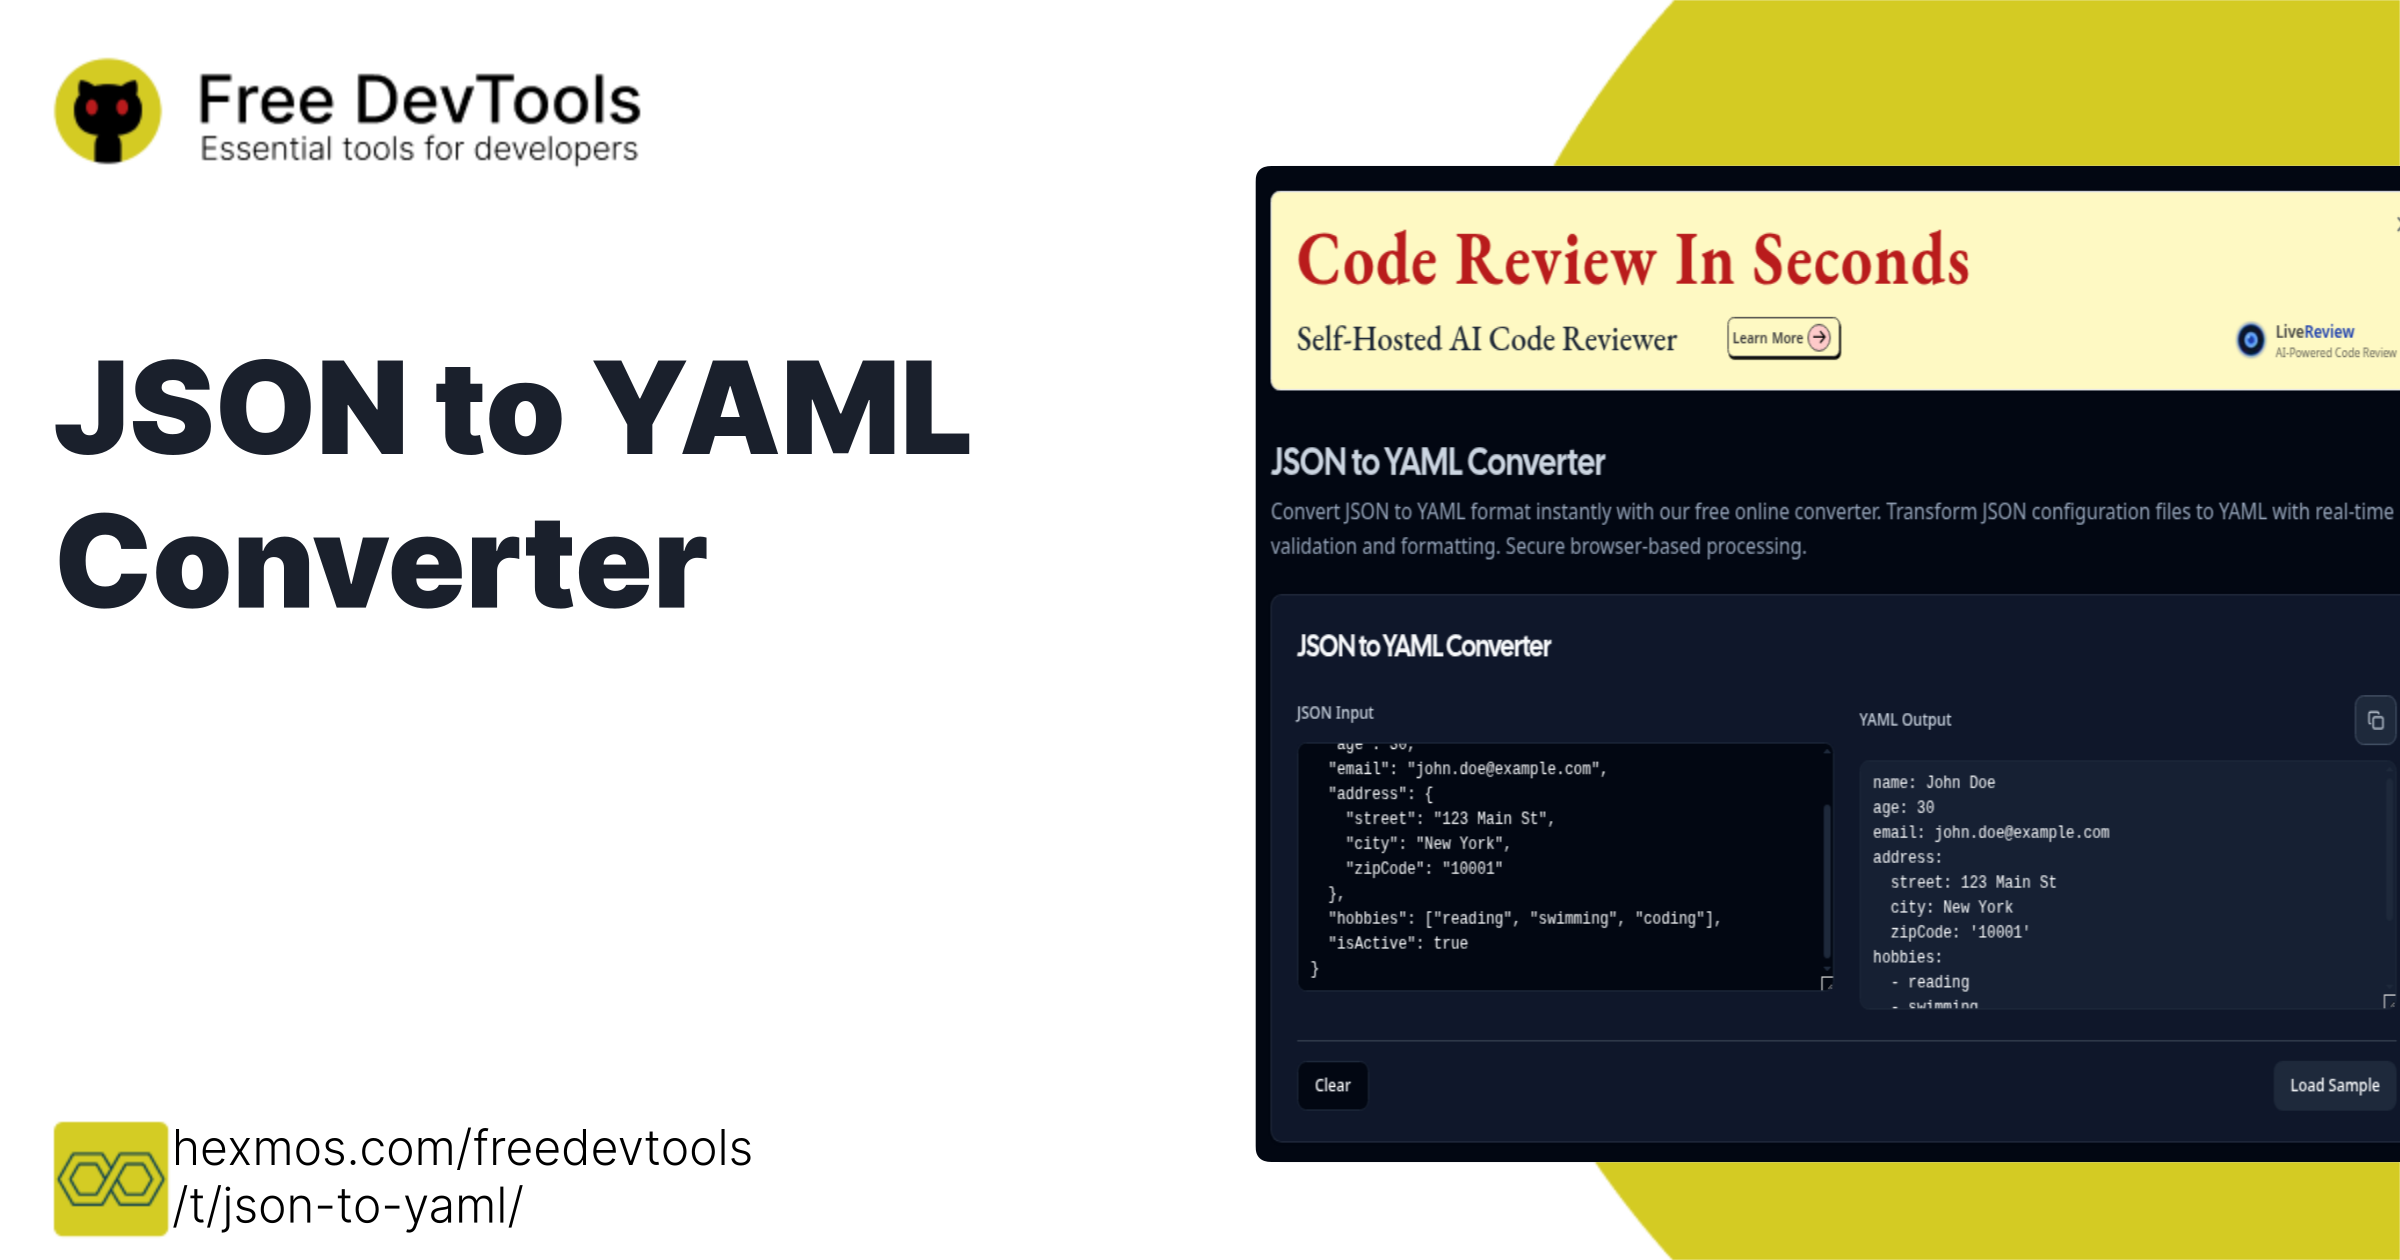 Free DevTools
Essential tools for developers
JSON to YAML
Converter
hexmos.com/freedevtools
/t/json-to-yaml/
Code Review In Seconds
Self-Hosted AI Code Reviewer
Learn More
LiveReview
AI-Powered Code Review
JSON to YAML Converter
Convert JSON to YAML format instantly with our free online converter. Transform JSON configuration files to YAML with real-time
validation and formatting. Secure browser-based processing.
JSON to YAML Converter
JSON Input
"age": 30,
"email": "john.doe@example.com",
"address": {
"street": "123 Main St",
"city": "New York",
"zipCode": "10001"
},
"hobbies": ["reading", "swimming", "coding"],
"isActive": true
}
YAML Output
name: John Doe
age: 30
email: john.doe@example.com
address:
street: 123 Main St
city: New York
zipCode: '10001'
hobbies:
- reading
- swimming
Clear
Load Sample